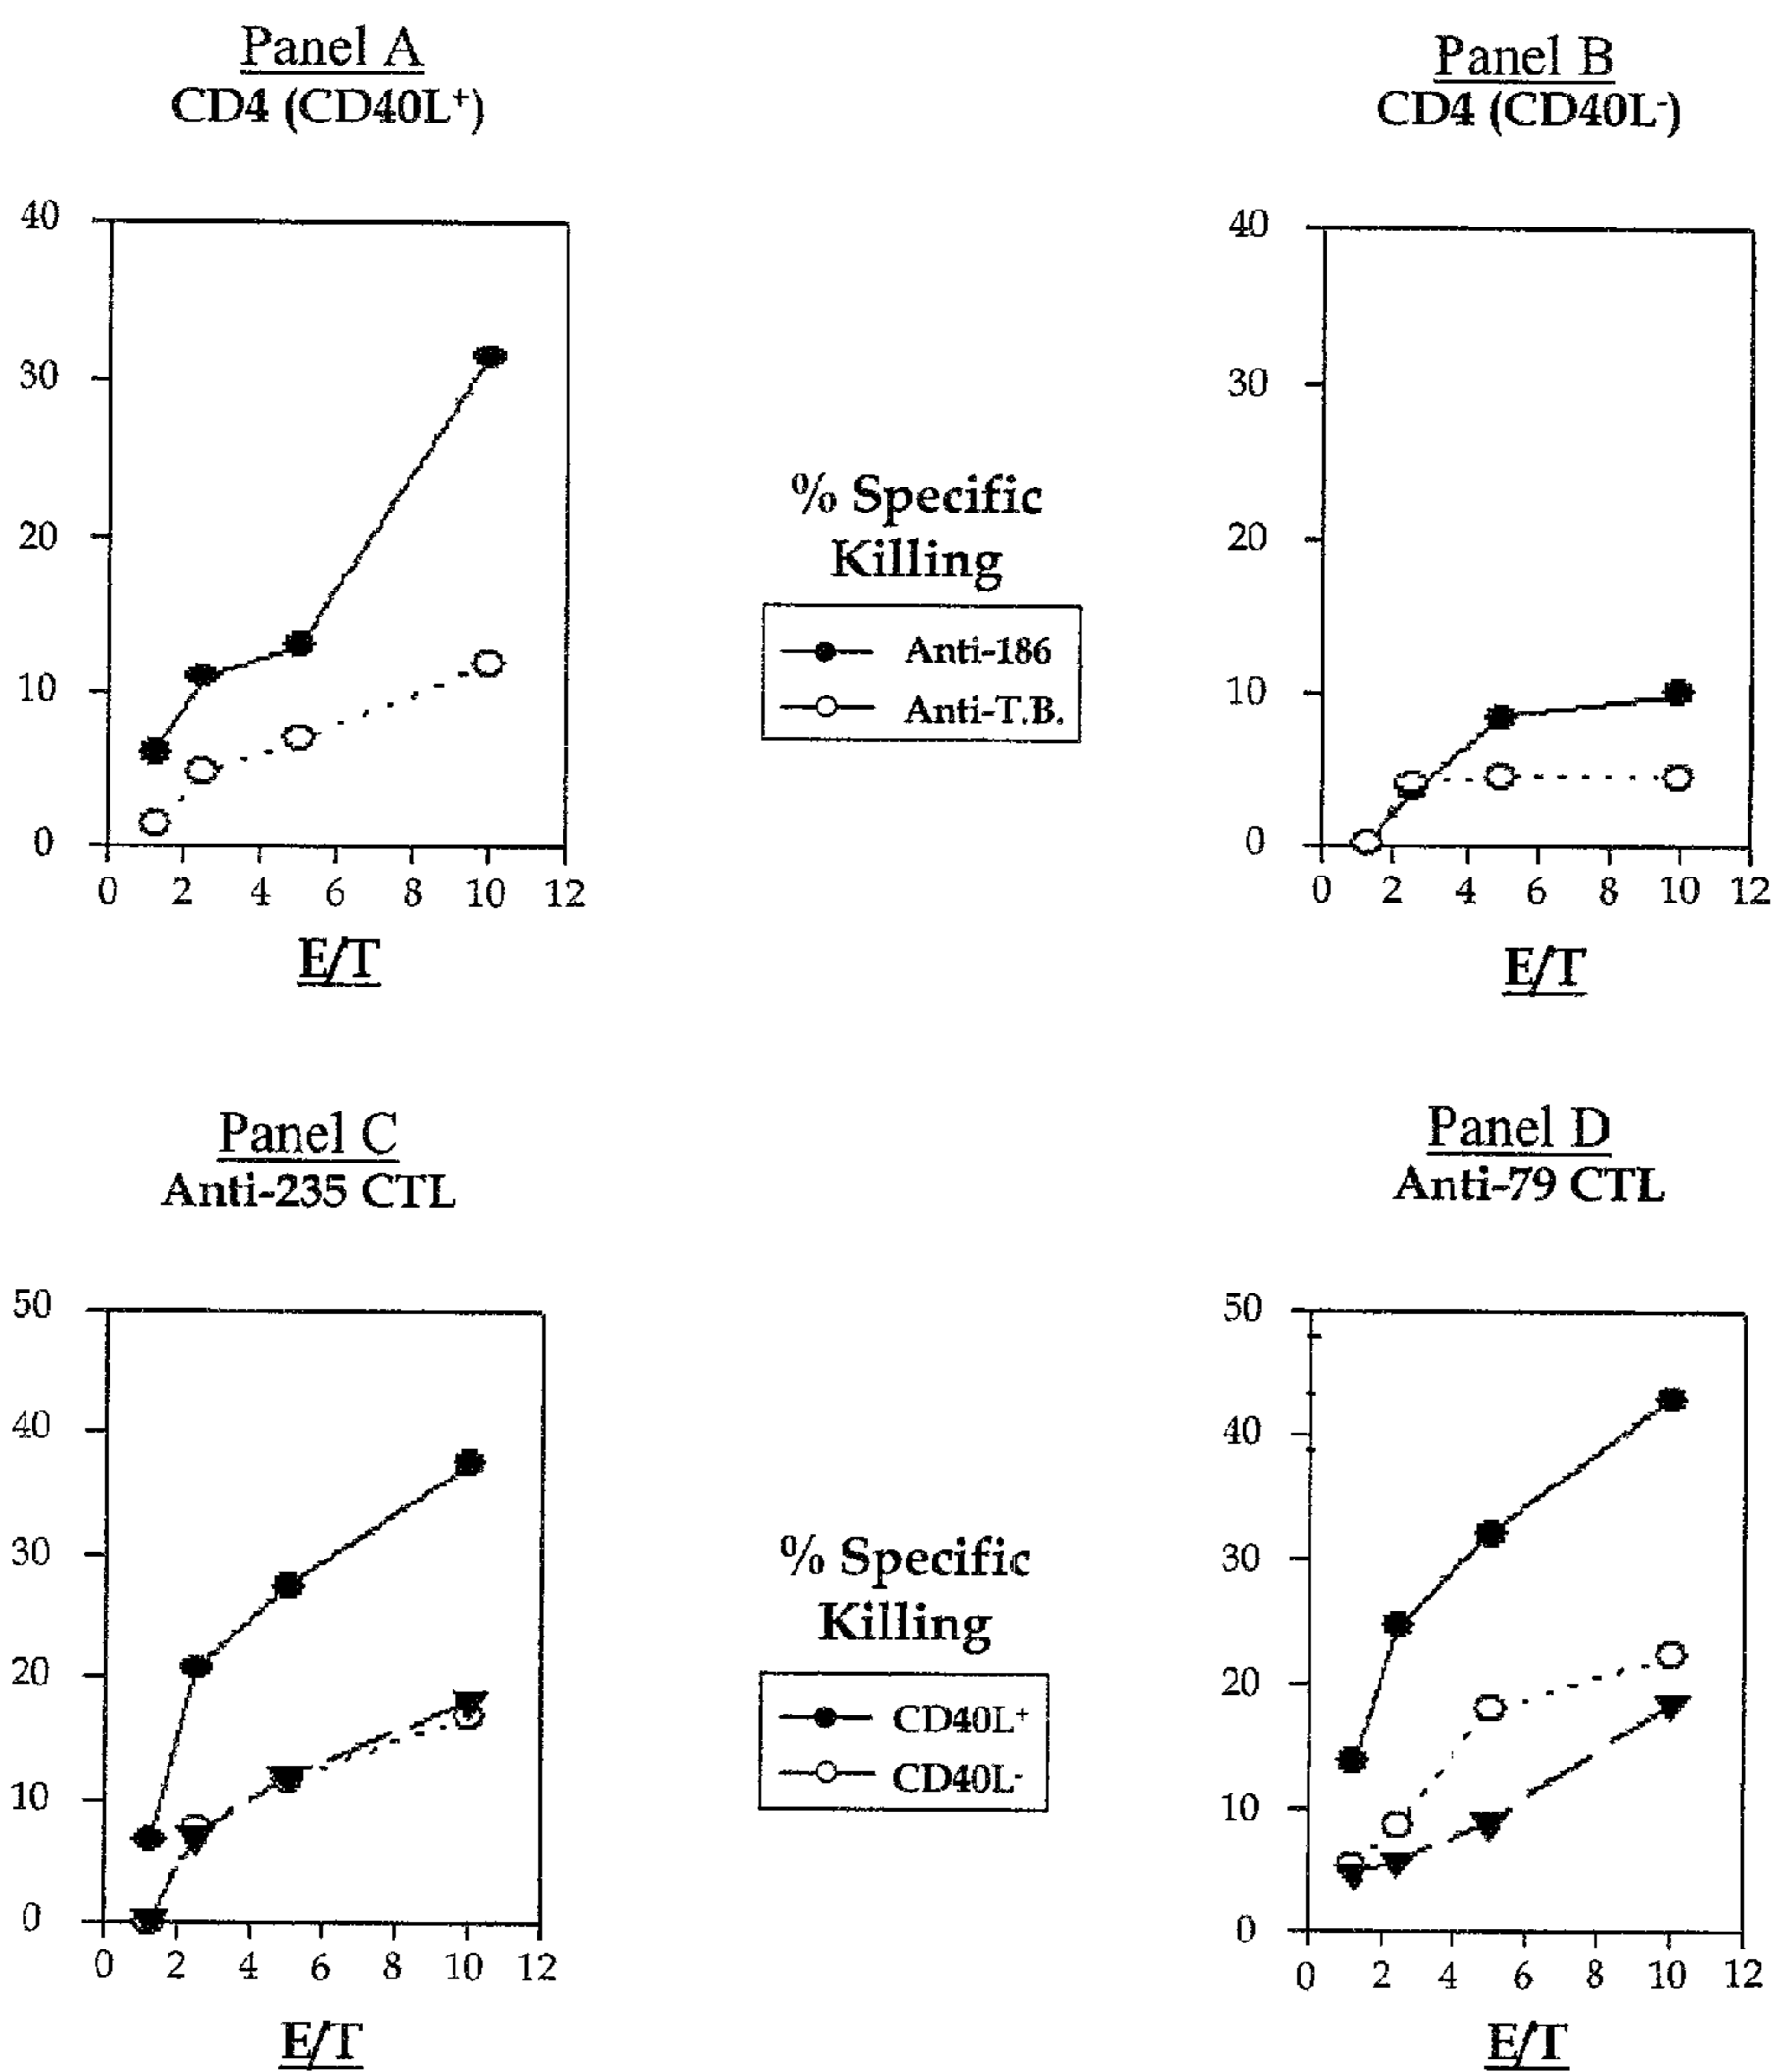 Panel A
CD4 (CD40L⁺)
40
30
20
10
0
0 2 4 6 8 10 12
E/T
% Specific
Killing
Anti-186
Anti-T.B.
Panel B
CD4 (CD40L⁻)
40
30
20
10
0
0 2 4 6 8 10 12
E/T
Panel C
Anti-235 CTL
50
40
30
20
10
0
0 2 4 6 8 10 12
E/T
% Specific
Killing
CD40L⁺
CD40L⁻
Panel D
Anti-79 CTL
50
40
30
20
10
0
0 2 4 6 8 10 12
E/T